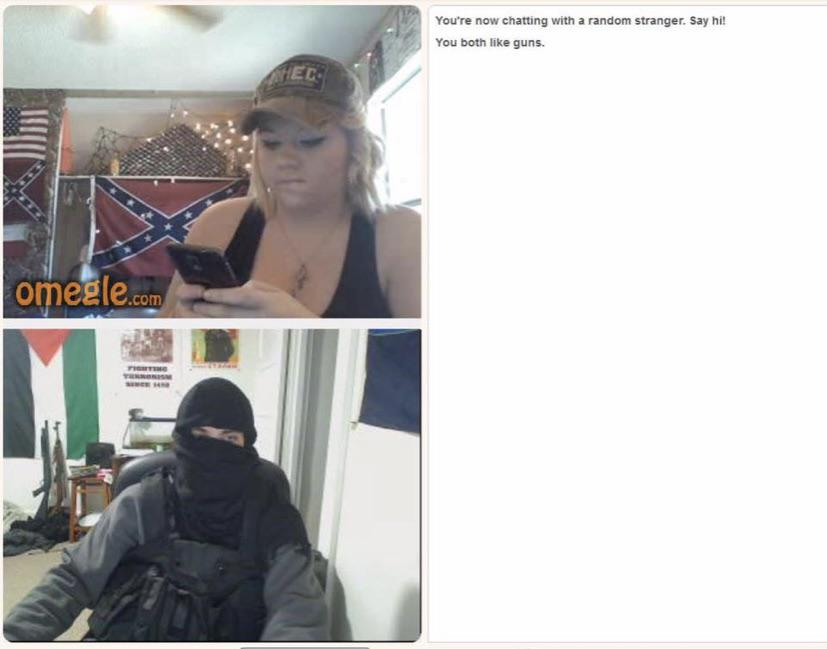 You're now chatting with a random stranger. Say hi!
You both like guns.
omegle.com
FIGHTING
TERRORISM
SINCE 1492